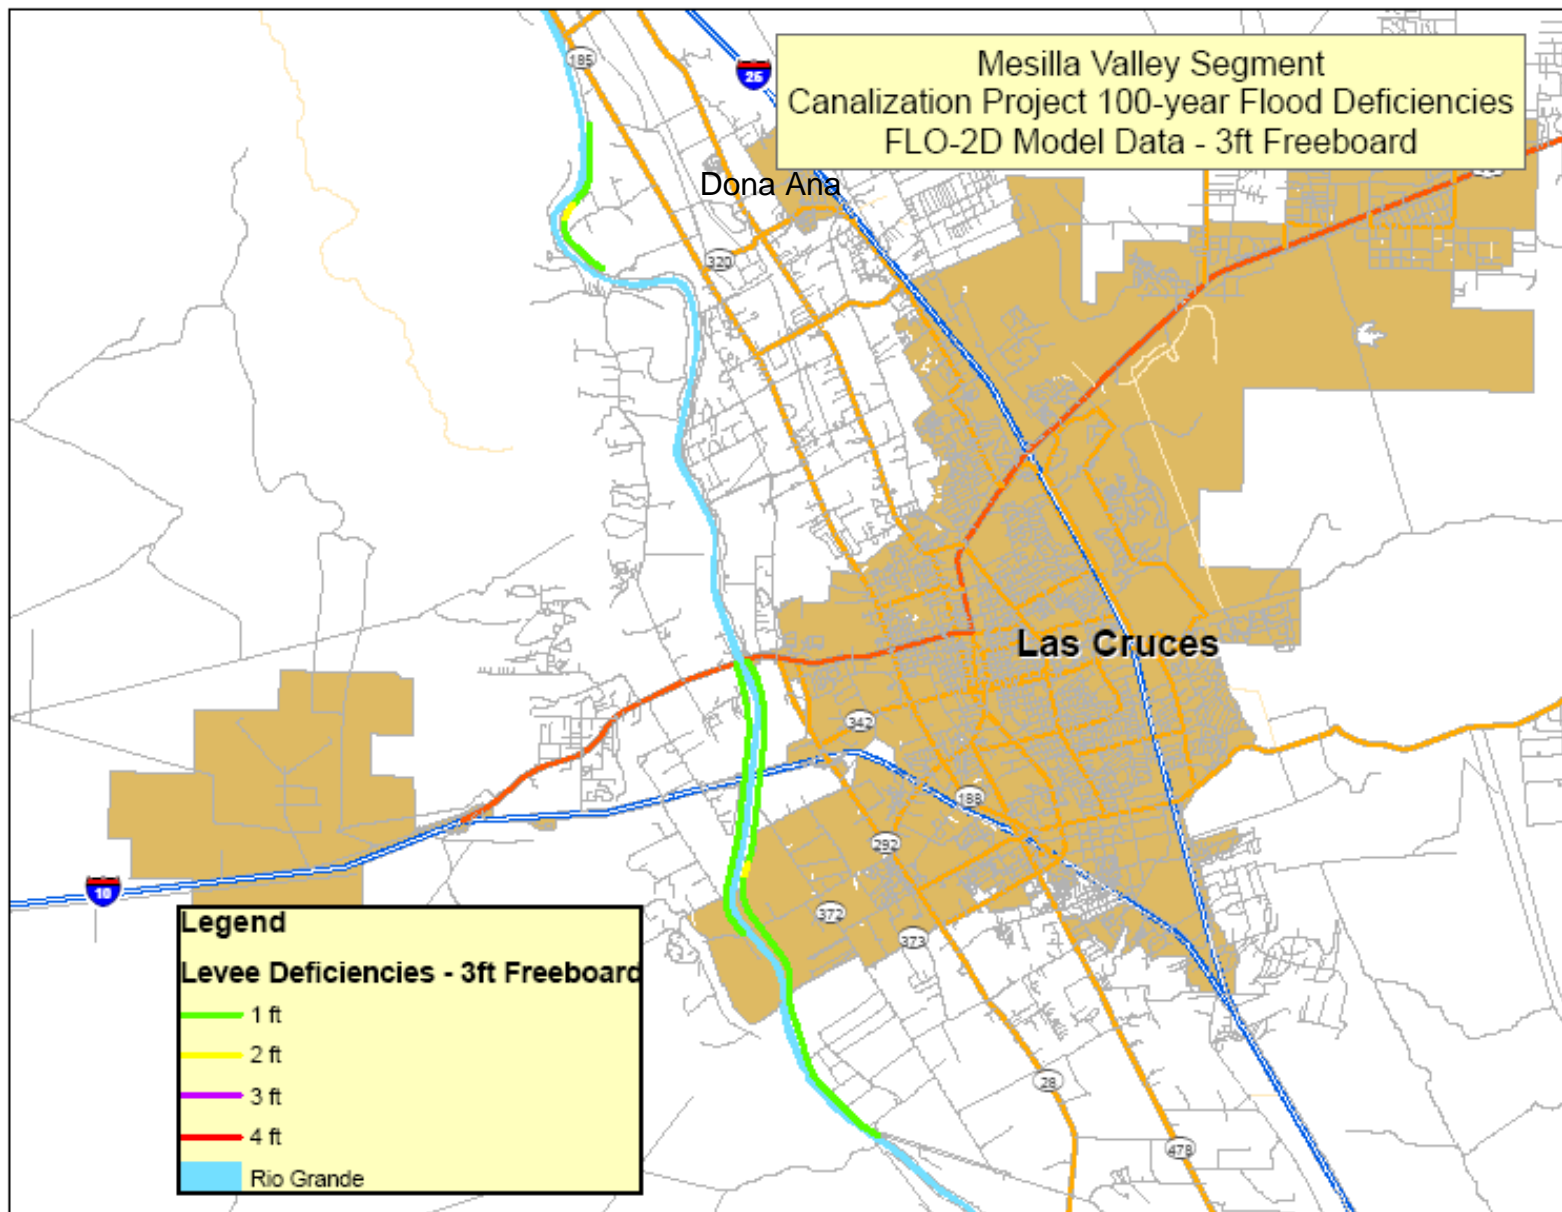 Mesilla Valley Segment
Canalization Project 100-year Flood Deficiencies
FLO-2D Model Data - 3ft Freeboard
185
25
Dona Ana
320
Las Cruces
342
188
292
10
372
373
28
478
Legend
Levee Deficiencies - 3ft Freeboard
1 ft
2 ft
3 ft
4 ft
Rio Grande